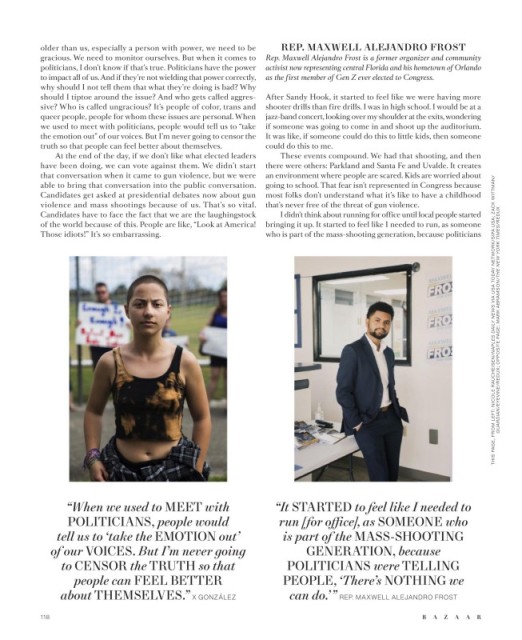 older than us, especially a person with power, we need to be
gracious. We need to monitor ourselves. But when it comes to
politicians, I don't know if that's true. Politicians have the power
to impact all of us. And if they're not wielding that power correctly,
why should I not tell them that what they're doing is bad? Why
should I tiptoe around the issue? And who gets called aggres-
sive? Who is called ungracious? It's people of color, trans and
queer people, people for whom these issues are personal. When
we used to meet with politicians, people would tell us to "take
the emotion out" of our voices. But I'm never going to censor the
truth so that people can feel better about themselves.
At the end of the day, if we don't like what elected leaders
have been doing, we can vote against them. We didn't start
that conversation when it came to gun violence, but we were
able to bring that conversation into the public conversation.
Candidates get asked at presidential debates now about gun
violence and mass shootings because of us. That's so vital.
Candidates have to face the fact that we are the laughingstock
of the world because of this. People are like, "Look at America!
Those idiots!" It's so embarrassing.
REP. MAXWELL ALEJANDRO FROST
Rep. Maxwell Alejandro Frost is a former organizer and community
activist now representing central Florida and his hometown of Orlando
as the first member of Gen Z ever elected to Congress.
After Sandy Hook, it started to feel like we were having more
shooter drills than fire drills. I was in high school. I would be at a
jazz-band concert, looking over my shoulder at the exits, wondering
if someone was going to come in and shoot up the auditorium.
It was like, if someone could do this to little kids, then someone
could do this to me.
These events compound. We had that shooting, and then
there were others: Parkland and Santa Fe and Uvalde. It creates
an environment where people are scared. Kids are worried about
going to school. That fear isn't represented in Congress because
most folks don't understand what it's like to have a childhood
that's never free of the threat of gun violence.
I didn't think about running for office until local people started
bringing it up. It started to feel like I needed to run, as someone
who is part of the mass-shooting generation, because politicians
FROS
FROS
FROS
"When we used to MEET with
POLITICIANS, people would
tell us to 'take the EMOTION out'
of our VOICES. But I'm never going
to CENSOR the TRUTH so that
people can FEEL BETTER
about THEMSELVES." X GONZÁLEZ
"It STARTED to feel like I needed to
run [for office], as SOMEONE who
is part of the MASS-SHOOTING
GENERATION, because
POLITICIANS were TELLING
PEOPLE, 'There's NOTHING we
can do.'" REP. MAXWELL ALEJANDRO FROST
118
BAZAAR